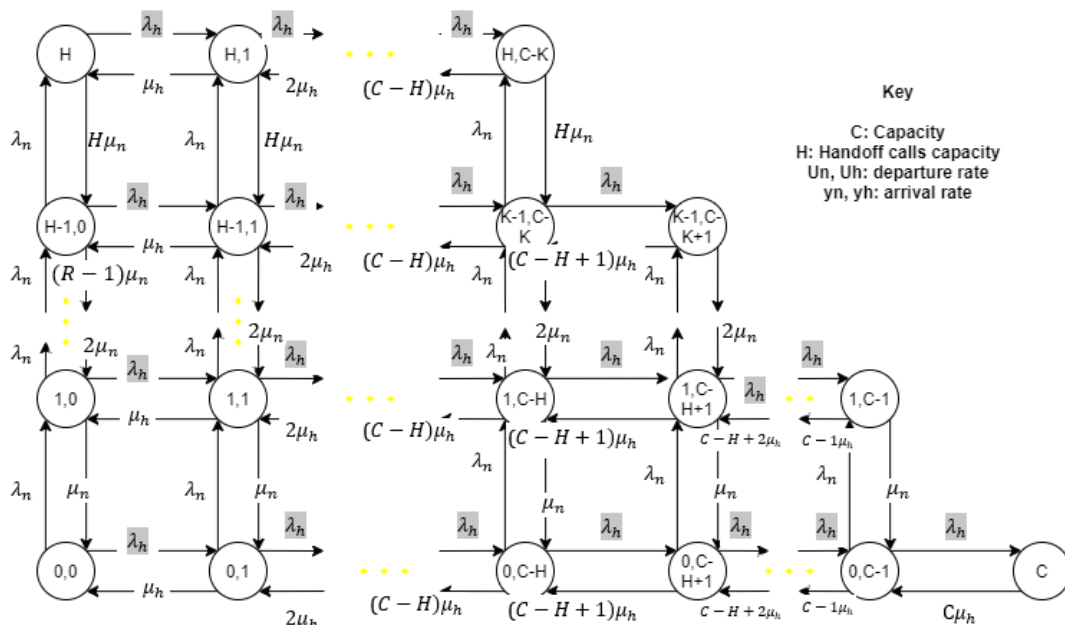 λₕ λₕ λₕ
H H,1 H,C-K
μₕ 2μₕ (C − H)μₕ
Key
C: Capacity
H: Handoff calls capacity
Un, Uh: departure rate
yn, yh: arrival rate
λₙ Hμₙ λₙ Hμₙ λₙ Hμₙ
λₕ λₕ λₕ λₕ
H-1,0 H-1,1 K-1,C-K K-1,C-K+1
μₕ 2μₕ (C − H)μₕ (C − H + 1)μₕ
λₙ (R − 1)μₙ λₙ λₙ λₙ
λₙ 2μₙ λₙ 2μₙ λₙ 2μₙ λₙ 2μₙ
λₕ λₕ λₕ λₕ λₕ
1,0 1,1 1,C-H 1,C-H+1 1,C-1
μₕ 2μₕ (C − H)μₕ (C − H + 1)μₕ C − H + 2μₕ C − 1μₕ
λₙ μₙ λₙ μₙ λₙ μₙ λₙ μₙ λₙ μₙ
λₕ λₕ λₕ λₕ λₕ λₕ λₕ
0,0 0,1 0,C-H 0,C-H+1 0,C-1 C
μₕ 2μₕ (C − H)μₕ (C − H + 1)μₕ C − H + 2μₕ C − 1μₕ Cμₕ